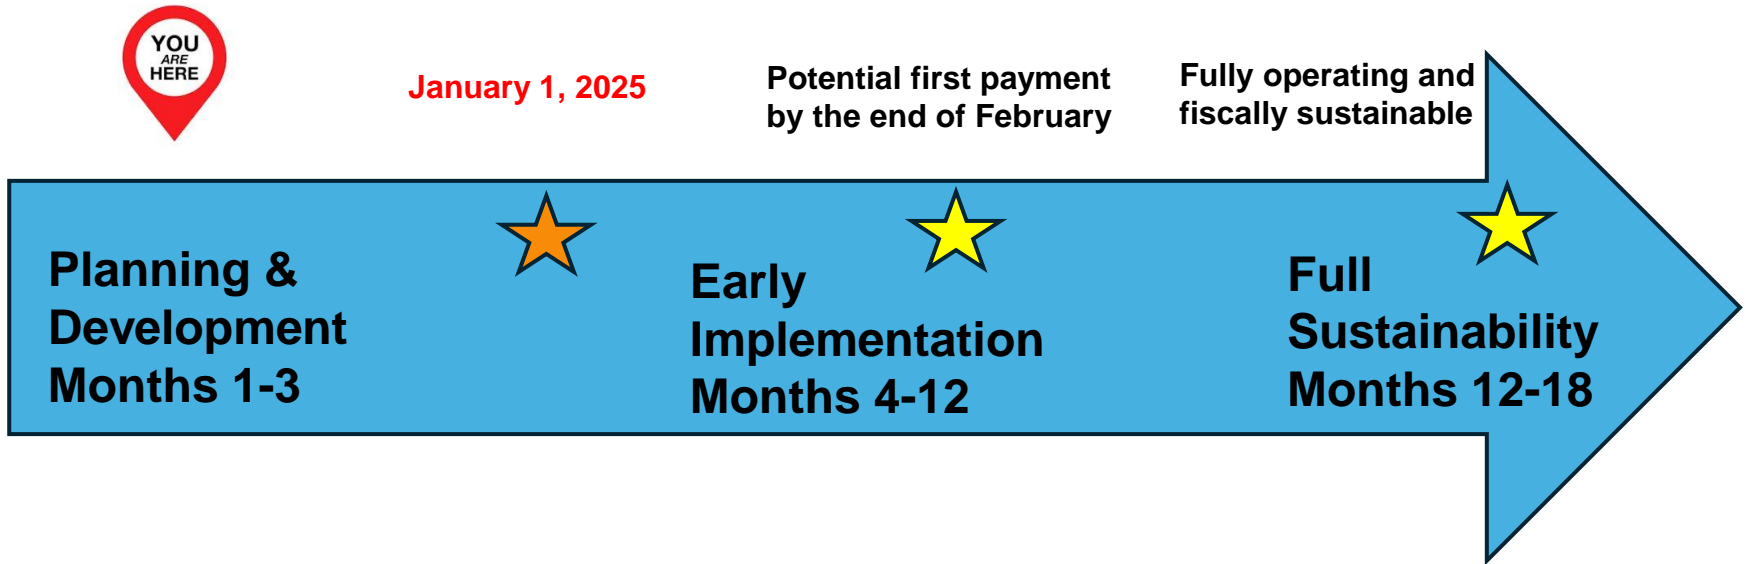 YOU
ARE
HERE
January 1, 2025
Potential first payment
by the end of February
Fully operating and
fiscally sustainable
Planning &
Development
Months 1-3
Early
Implementation
Months 4-12
Full
Sustainability
Months 12-18